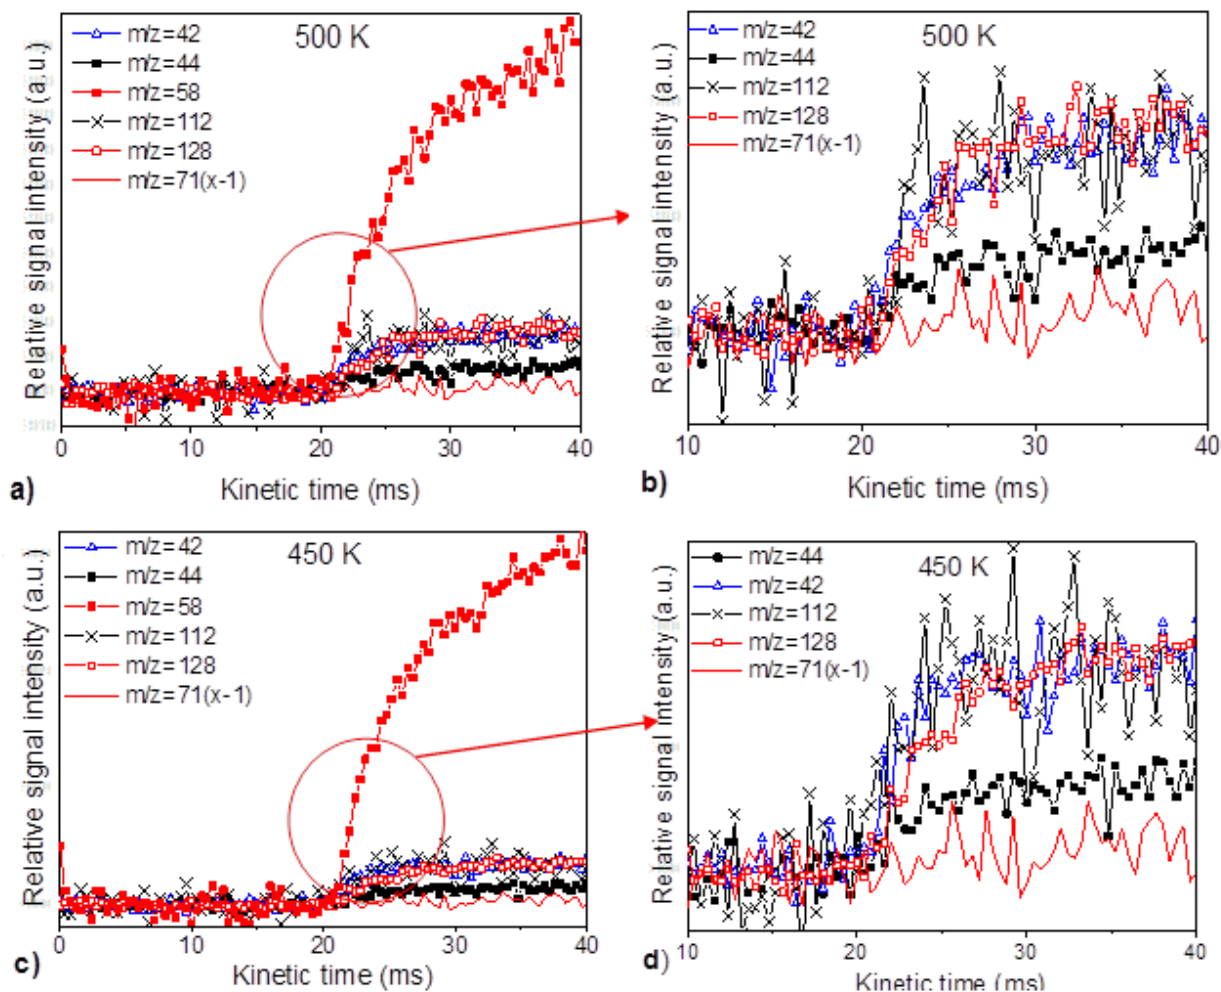 Relative signal intensity (a.u.)
500 K
m/z=42
m/z=44
m/z=58
m/z=112
m/z=128
m/z=71(x-1)
0
10
20
30
40
Kinetic time (ms)
a)
Relative signal intensity (a.u.)
500 K
m/z=42
m/z=44
m/z=112
m/z=128
m/z=71(x-1)
10
20
30
40
Kinetic time (ms)
b)
Relative signal intensity (a.u.)
450 K
m/z=42
m/z=44
m/z=58
m/z=112
m/z=128
m/z=71(x-1)
0
10
20
30
40
Kinetic time (ms)
c)
Relative signal Intensity (a.u.)
450 K
m/z=44
m/z=42
m/z=112
m/z=128
m/z=71(x-1)
10
20
30
40
Kinetic time (ms)
d)